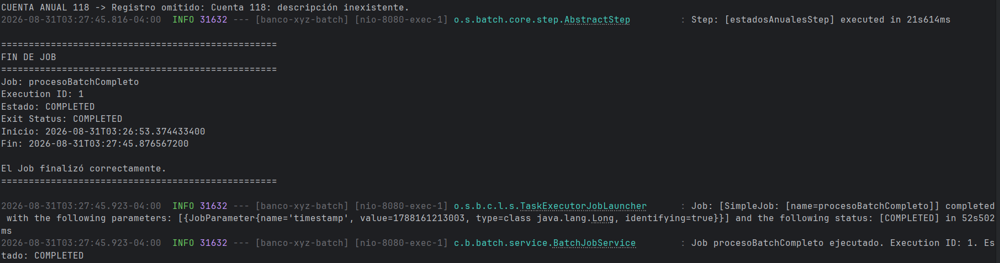 CUENTA ANUAL 118 -> Registro omitido: Cuenta 118: descripción inexistente.
2026-08-31T03:27:45.816-04:00  INFO 31632 --- [banco-xyz-batch] [nio-8080-exec-1] o.s.batch.core.step.AbstractStep         : Step: [estadosAnualesStep] executed in 21s614ms
==================================================
FIN DE JOB
==================================================
Job: procesoBatchCompleto
Execution ID: 1
Estado: COMPLETED
Exit Status: COMPLETED
Inicio: 2026-08-31T03:26:53.374433400
Fin: 2026-08-31T03:27:45.876567200
El Job finalizó correctamente.
==================================================
2026-08-31T03:27:45.923-04:00  INFO 31632 --- [banco-xyz-batch] [nio-8080-exec-1] o.s.b.c.l.s.TaskExecutorJobLauncher      : Job: [SimpleJob: [name=procesoBatchCompleto]] completed
 with the following parameters: [{JobParameter{name='timestamp', value=1788161213003, type=class java.lang.Long, identifying=true}}] and the following status: [COMPLETED] in 52s502
ms
2026-08-31T03:27:45.923-04:00  INFO 31632 --- [banco-xyz-batch] [nio-8080-exec-1] c.b.batch.service.BatchJobService        : Job procesoBatchCompleto ejecutado. Execution ID: 1. Es
tado: COMPLETED